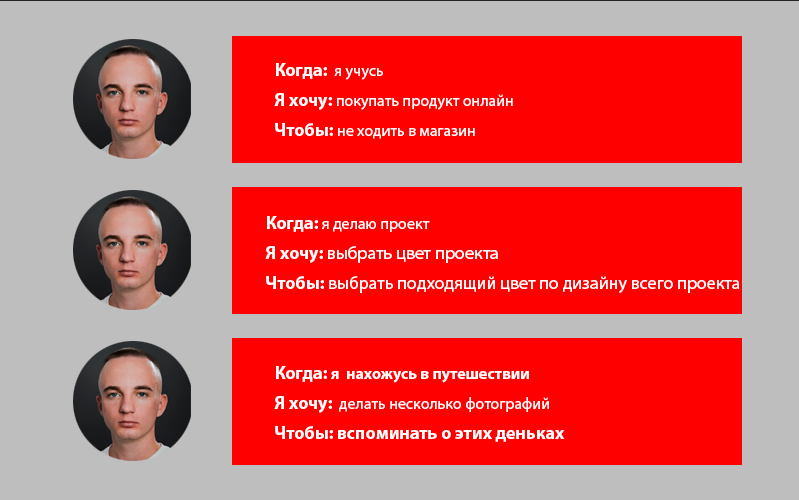 Когда: я учусь
Я хочу: покупать продукт онлайн
Чтобы: не ходить в магазин
Когда: я делаю проект
Я хочу: выбрать цвет проекта
Чтобы: выбрать подходящий цвет по дизайну всего проекта
Когда: я нахожусь в путешествии
Я хочу: делать несколько фотографий
Чтобы: вспоминать о этих деньках